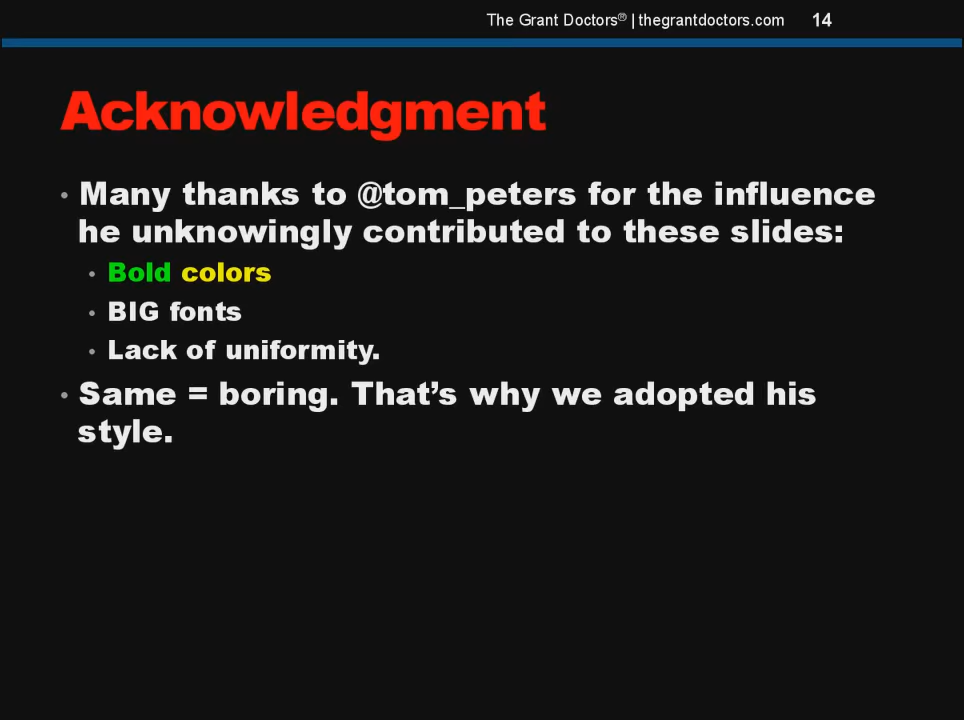 The Grant Doctors® | thegrantdoctors.com 14
Acknowledgment
• Many thanks to @tom_peters for the influence
he unknowingly contributed to these slides:
• Bold colors
• BIG fonts
• Lack of uniformity.
• Same = boring. That’s why we adopted his
style.